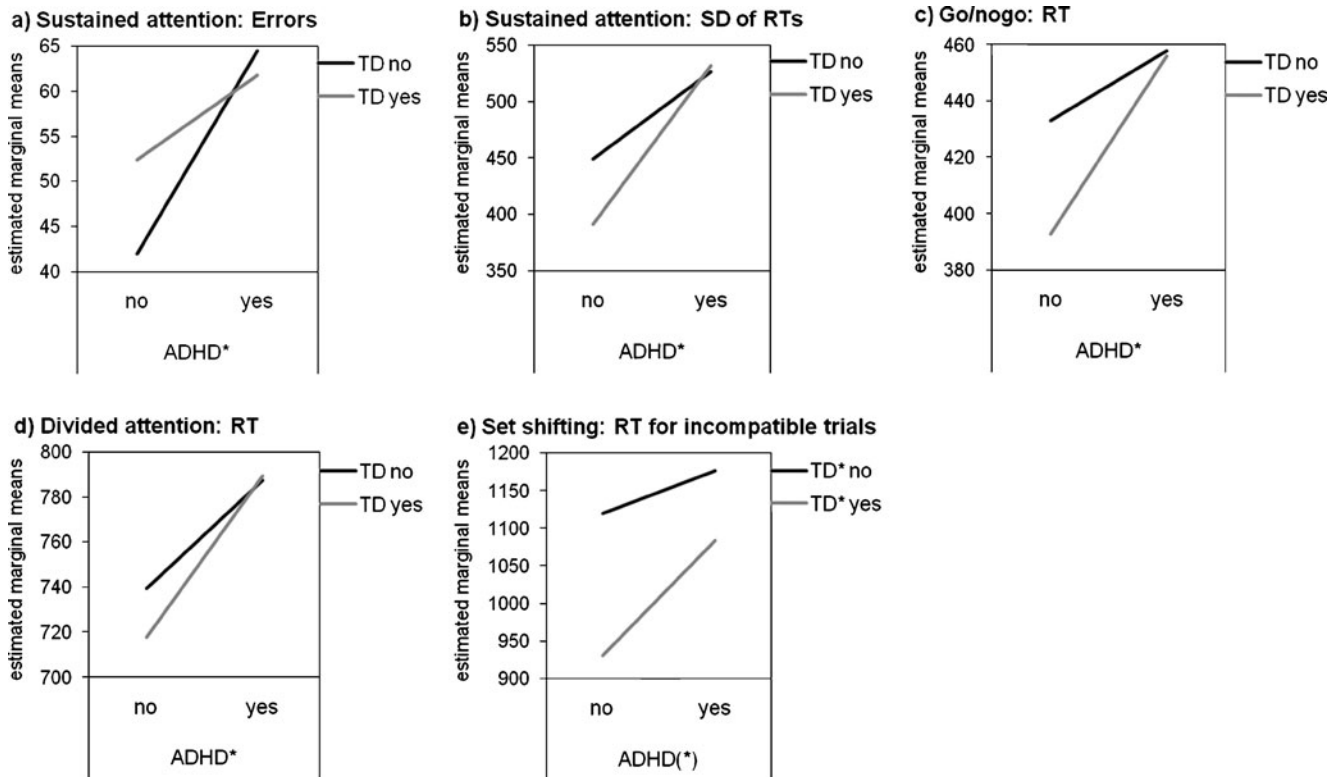 a) Sustained attention: Errors
estimated marginal means
65
60
55
50
45
40
no yes
ADHD*
TD no
TD yes
b) Sustained attention: SD of RTs
estimated marginal means
550
500
450
400
350
no yes
ADHD*
TD no
TD yes
c) Go/nogo: RT
estimated marginal means
460
440
420
400
380
no yes
ADHD*
TD no
TD yes
d) Divided attention: RT
estimated marginal means
800
780
760
740
720
700
no yes
ADHD*
TD no
TD yes
e) Set shifting: RT for incompatible trials
estimated marginal means
1200
1150
1100
1050
1000
950
900
no yes
ADHD(*)
TD* no
TD* yes